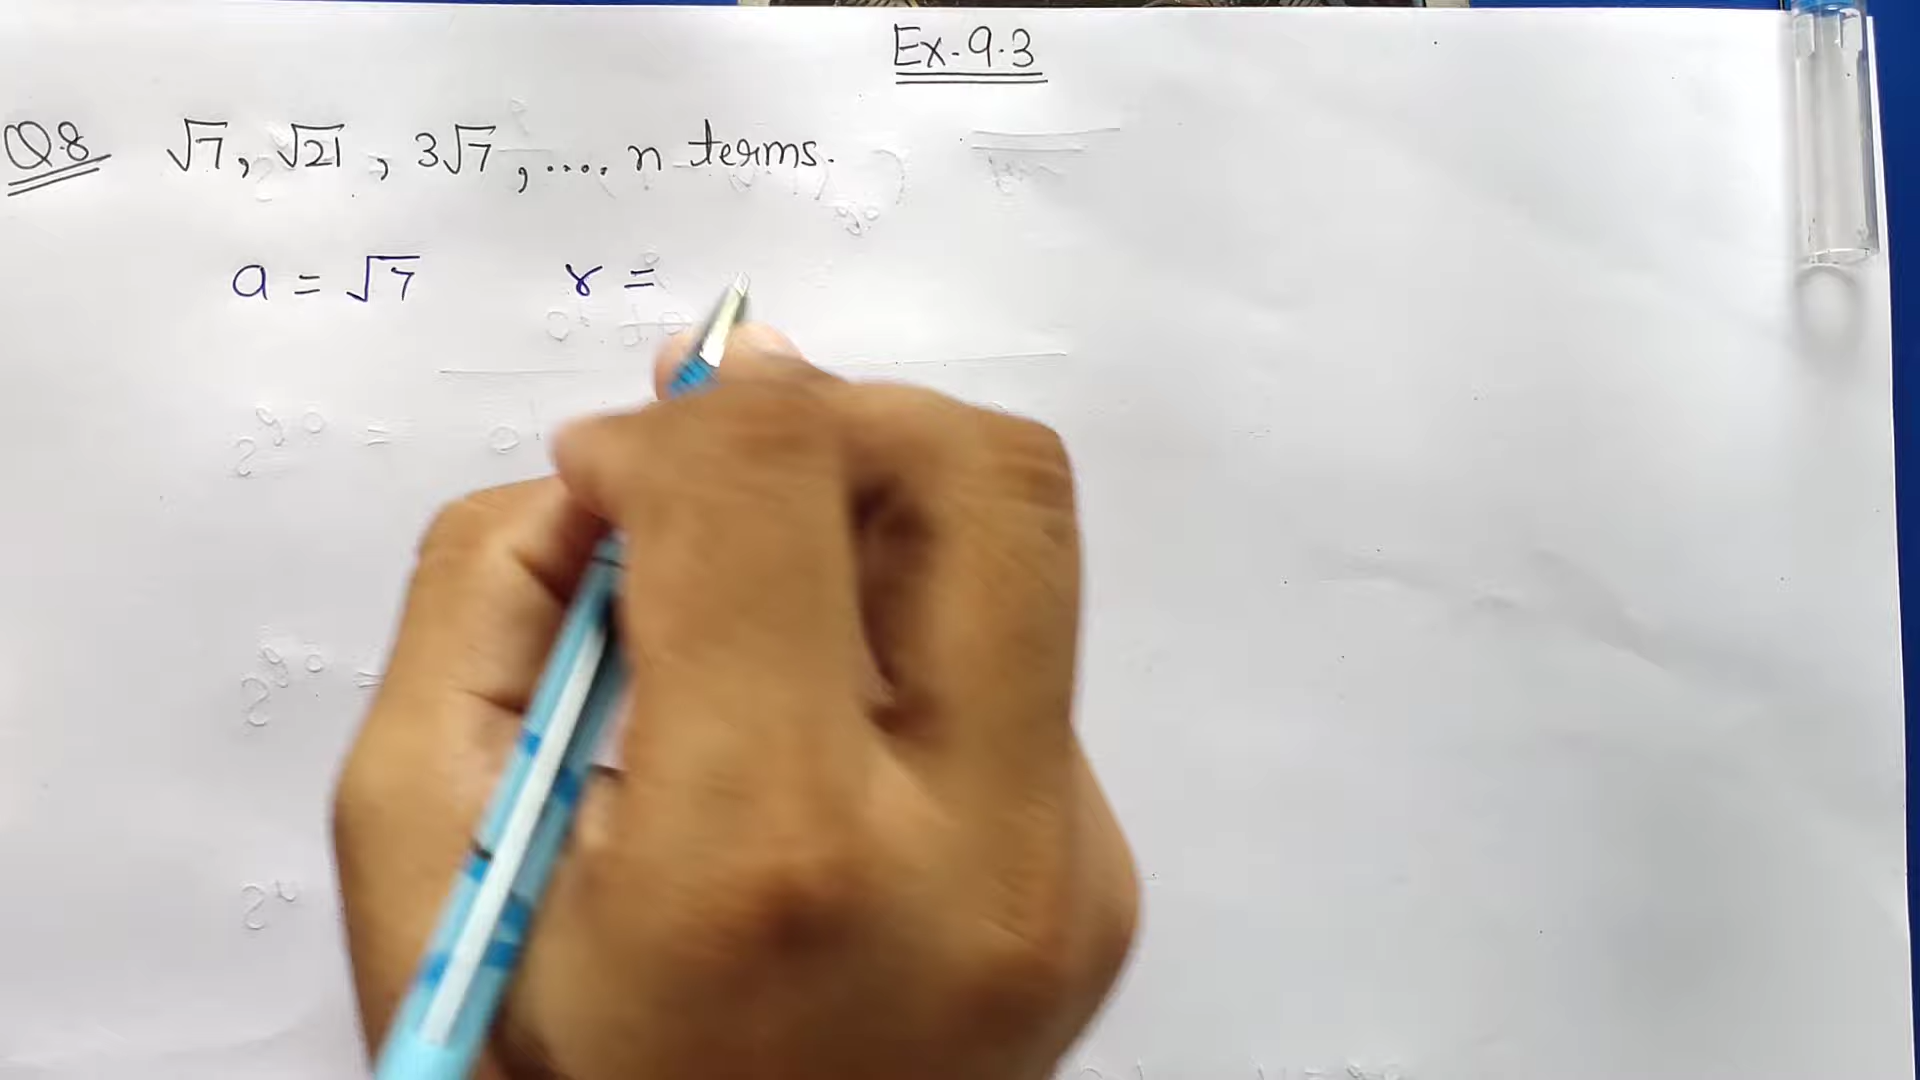 Ex-9.3
Q8 √7, √21, 3√7, .... n terms.
a = √7 r =